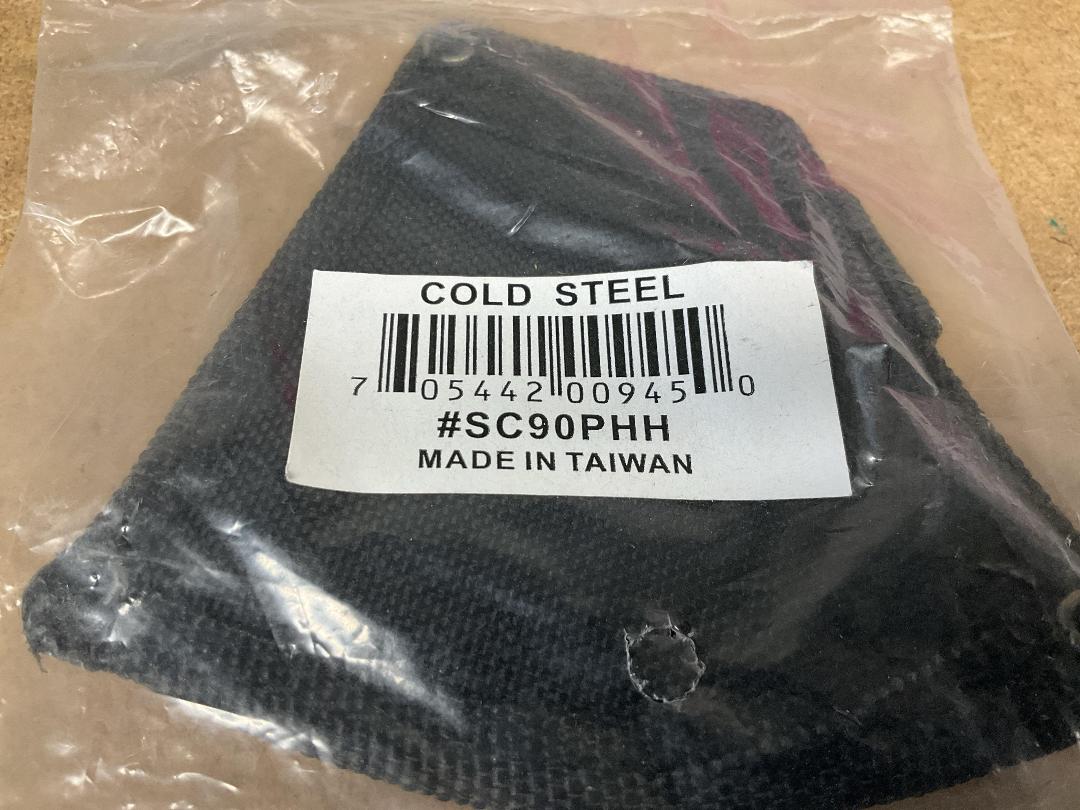 COLD STEEL
7 05442 00945 0
#SC90PHH
MADE IN TAIWAN